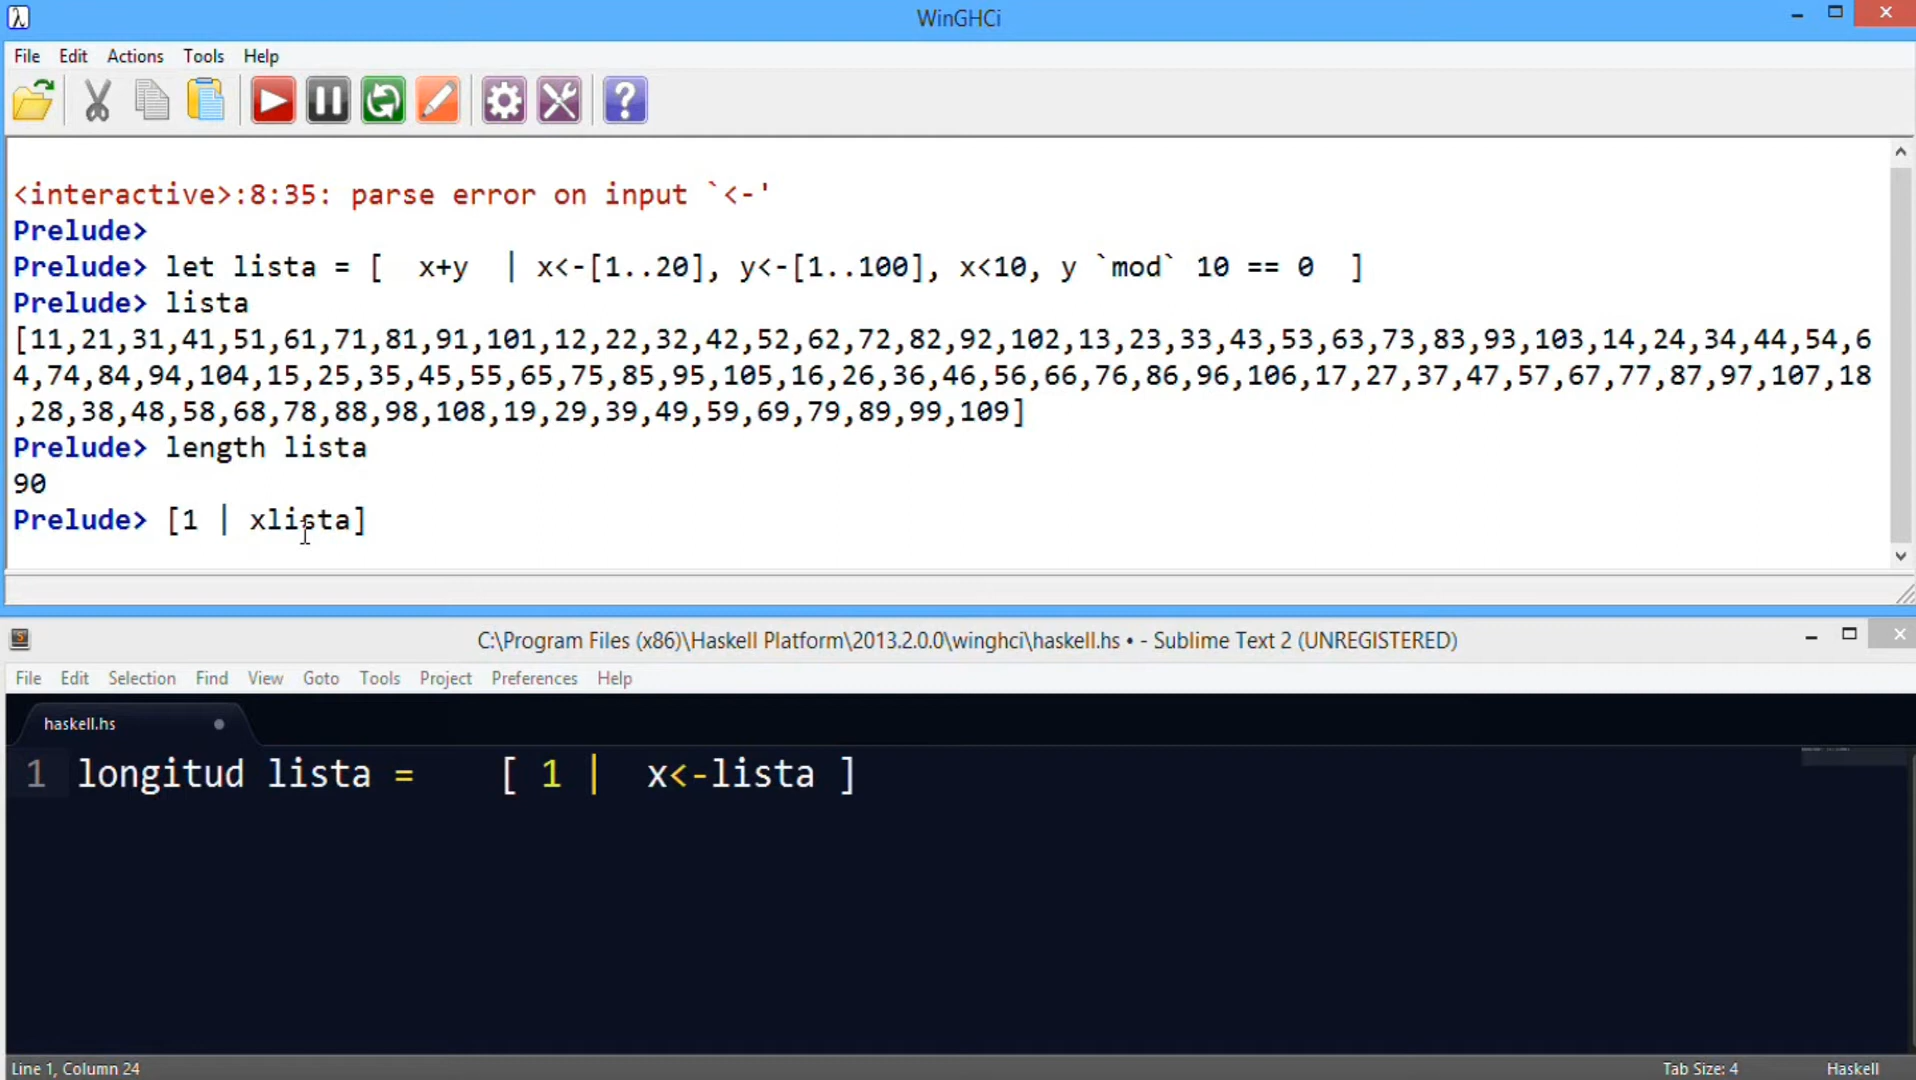 WinGHCi
File Edit Actions Tools Help
<interactive>:8:35: parse error on input `<-'
Prelude>
Prelude> let lista = [  x+y  | x<-[1..20], y<-[1..100], x<10, y `mod` 10 == 0  ]
Prelude> lista
[11,21,31,41,51,61,71,81,91,101,12,22,32,42,52,62,72,82,92,102,13,23,33,43,53,63,73,83,93,103,14,24,34,44,54,6
4,74,84,94,104,15,25,35,45,55,65,75,85,95,105,16,26,36,46,56,66,76,86,96,106,17,27,37,47,57,67,77,87,97,107,18
,28,38,48,58,68,78,88,98,108,19,29,39,49,59,69,79,89,99,109]
Prelude> length lista
90
Prelude> [1 | xlista]
C:\Program Files (x86)\Haskell Platform\2013.2.0.0\winghci\haskell.hs • - Sublime Text 2 (UNREGISTERED)
File Edit Selection Find View Goto Tools Project Preferences Help
haskell.hs
1 longitud lista =    [ 1 |  x<-lista ]
Line 1, Column 24 Tab Size: 4 Haskell